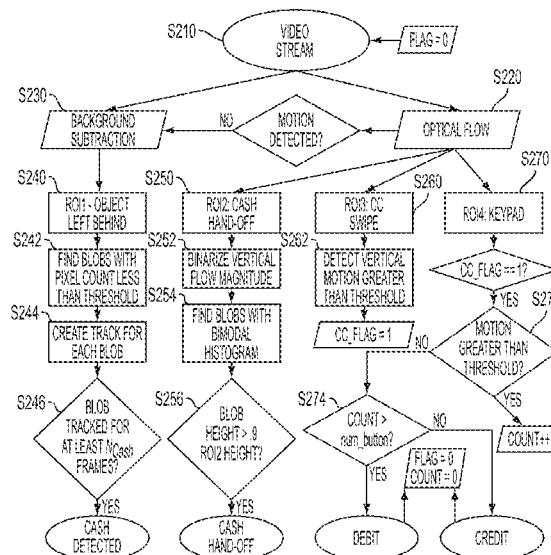 S210
VIDEO
STREAM
FLAG = 0
S230
S220
BACKGROUND
SUBTRACTION
NO
MOTION
DETECTED?
OPTICAL FLOW
S240
S250
S260
S270
ROI1 - OBJECT
LEFT BEHIND
ROI2: CASH
HAND-OFF
ROI3: CC
SWIPE
ROI4: KEYPAD
S242
S252
S262
FIND BLOBS WITH
PIXEL COUNT LESS
THAN THRESHOLD
BINARIZE VERTICAL
FLOW MAGNITUDE
DETECT VERTICAL
MOTION GREATER
THAN THRESHOLD
CC_FLAG == 1?
S244
S254
YES
S27
CREATE TRACK FOR
EACH BLOB
FIND BLOBS WITH
BIMODAL
HISTOGRAM
CC_FLAG = 1
NO
MOTION
GREATER THAN
THRESHOLD?
S246
S256
S274
YES
BLOB
TRACKED FOR
AT LEAST NCash
FRAMES?
BLOB
HEIGHT > .9
ROI2 HEIGHT?
COUNT >
num_button?
NO
COUNT++
YES
FLAG = 0
COUNT = 0
YES
YES
CASH
DETECTED
CASH
HAND-OFF
DEBIT
CREDIT